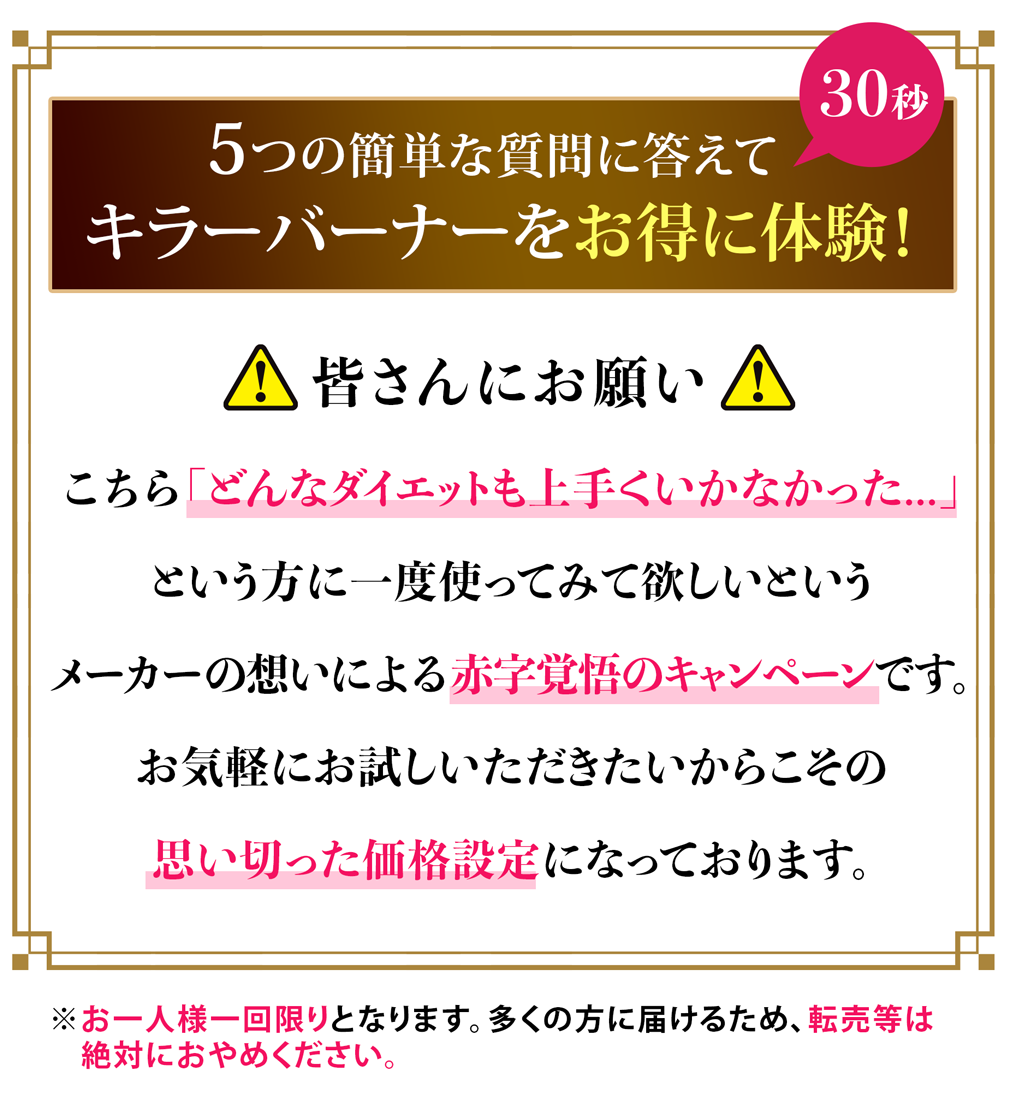 30秒
5つの簡単な質問に答えて
キラーバーナーをお得に体験!
皆さんにお願い
こちら「どんなダイエットも上手くいかなかった...」
という方に一度使ってみて欲しいという
メーカーの想いによる赤字覚悟のキャンペーンです。
お気軽にお試しいただきたいからこその
思い切った価格設定になっております。
※お一人様一回限りとなります。多くの方に届けるため、転売等は
絶対におやめください。